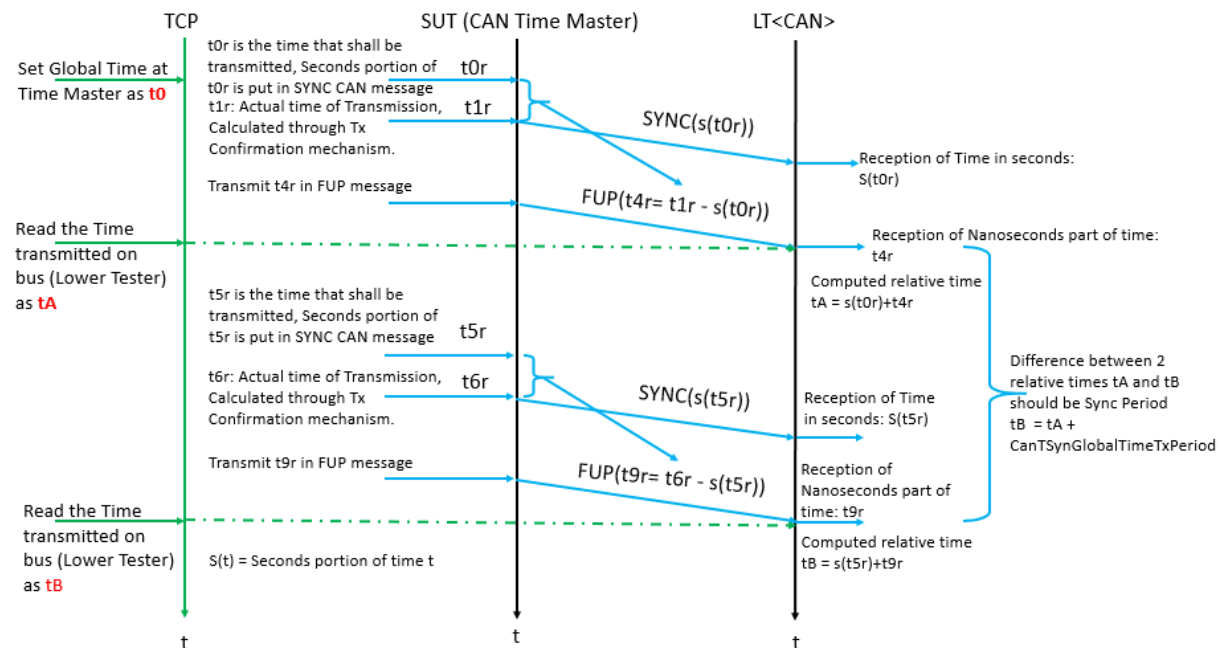 TCP
SUT (CAN Time Master)
LT<CAN>
Set Global Time at
Time Master as t0
t0r is the time that shall be
transmitted, Seconds portion of
t0r is put in SYNC CAN message
t1r: Actual time of Transmission,
Calculated through Tx
Confirmation mechanism.
t0r
t1r
SYNC(s(t0r))
Reception of Time in seconds:
S(t0r)
Transmit t4r in FUP message
FUP(t4r= t1r - s(t0r))
Read the Time
transmitted on
bus (Lower Tester)
as tA
Reception of Nanoseconds part of time:
t4r
Computed relative time
tA = s(t0r)+t4r
t5r is the time that shall be
transmitted, Seconds portion of
t5r is put in SYNC CAN message
t5r
t6r: Actual time of Transmission,
Calculated through Tx
Confirmation mechanism.
t6r
SYNC(s(t5r))
Reception of Time
in seconds: S(t5r)
Difference between 2
relative times tA and tB
should be Sync Period
tB = tA +
CanTSynGlobalTimeTxPeriod
Transmit t9r in FUP message
FUP(t9r= t6r - s(t5r))
Reception of
Nanoseconds part of
time: t9r
Read the Time
transmitted on
bus (Lower Tester)
as tB
Computed relative time
tB = s(t5r)+t9r
S(t) = Seconds portion of time t
t
t
t